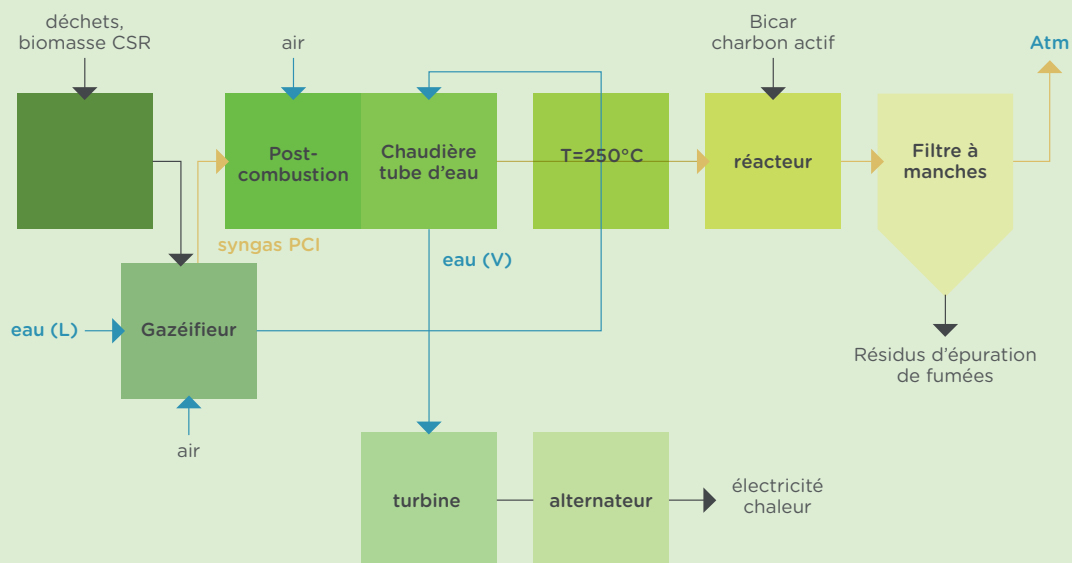 déchets,
biomasse CSR
air
Bicar
charbon actif
Atm
Post-
combustion
Chaudière
tube d'eau
T=250°C
réacteur
Filtre à
manches
syngas PCI
eau (V)
eau (L)
Gazéifieur
air
Résidus d'épuration
de fumées
turbine
alternateur
électricité
chaleur